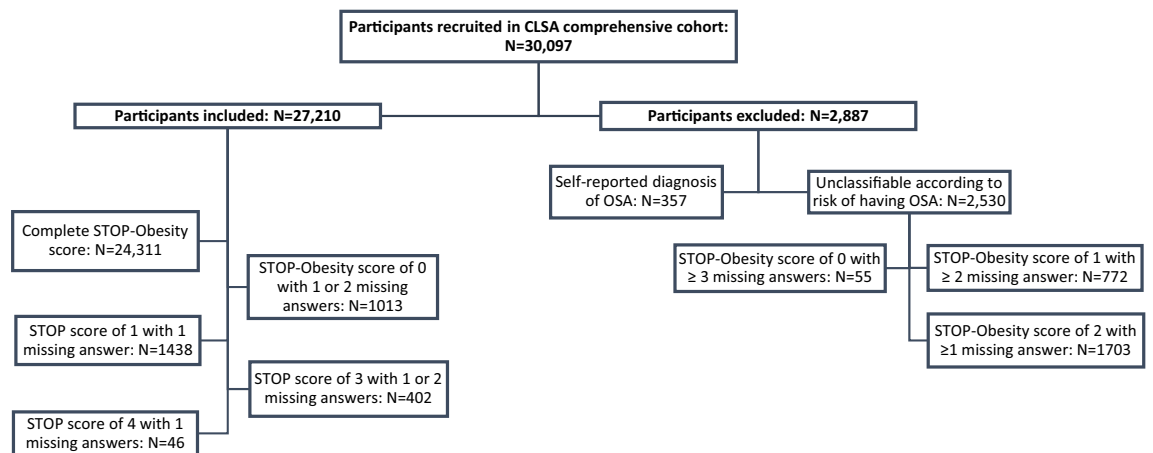 Participants recruited in CLSA comprehensive cohort:
N=30,097
Participants included: N=27,210
Participants excluded: N=2,887
Self-reported diagnosis
of OSA: N=357
Unclassifiable according to
risk of having OSA: N=2,530
Complete STOP-Obesity
score: N=24,311
STOP-Obesity score of 0
with 1 or 2 missing
answers: N=1013
STOP score of 1 with 1
missing answer: N=1438
STOP score of 3 with 1 or 2
missing answers: N=402
STOP score of 4 with 1
missing answers: N=46
STOP-Obesity score of 0 with
≥ 3 missing answers: N=55
STOP-Obesity score of 1 with
≥ 2 missing answer: N=772
STOP-Obesity score of 2 with
≥1 missing answer: N=1703